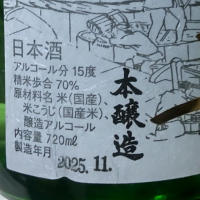 日本酒
アルコール分 15度
精米歩合 70%
原材料名 米(国産)、
米こうじ(国産米)、
醸造アルコール
内容量 720ml
製造年月
2025.11.
本醸造